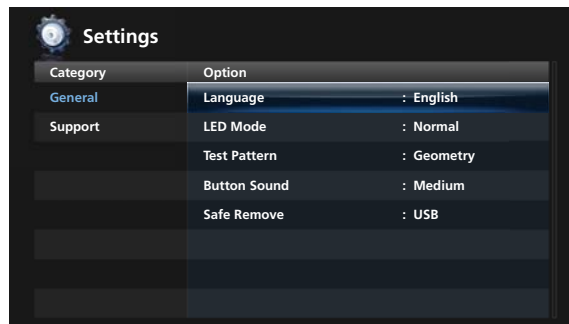 Settings
Category Option
General Language : English
Support LED Mode : Normal
Test Pattern : Geometry
Button Sound : Medium
Safe Remove : USB